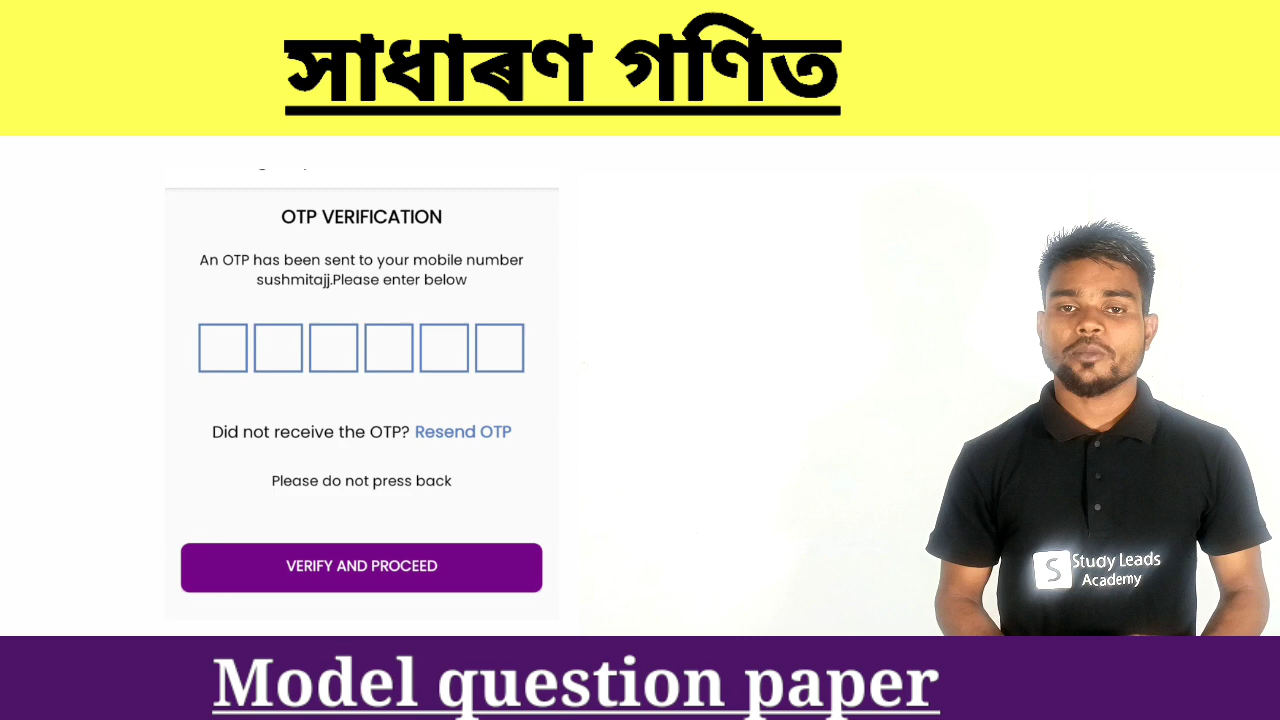 সাধাৰণ গণিত
OTP VERIFICATION
An OTP has been sent to your mobile number
sushmitajj.Please enter below
Did not receive the OTP? Resend OTP
Please do not press back
VERIFY AND PROCEED
S Study Leads
Academy
Model question paper